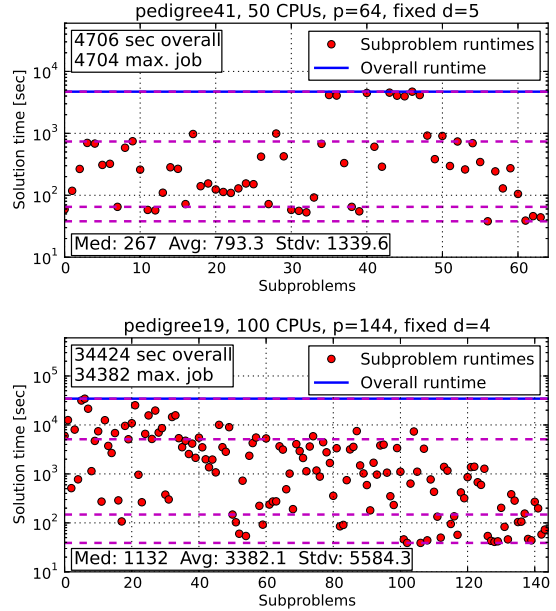 pedigree41, 50 CPUs, p=64, fixed d=5
4706 sec overall
4704 max. job
Subproblem runtimes
Overall runtime
Solution time [sec]
10^4
10^3
10^2
10^1
Med: 267 Avg: 793.3 Stdv: 1339.6
0 10 20 30 40 50 60
Subproblems
pedigree19, 100 CPUs, p=144, fixed d=4
34424 sec overall
34382 max. job
Subproblem runtimes
Overall runtime
Solution time [sec]
10^5
10^4
10^3
10^2
10^1
Med: 1132 Avg: 3382.1 Stdv: 5584.3
0 20 40 60 80 100 120 140
Subproblems